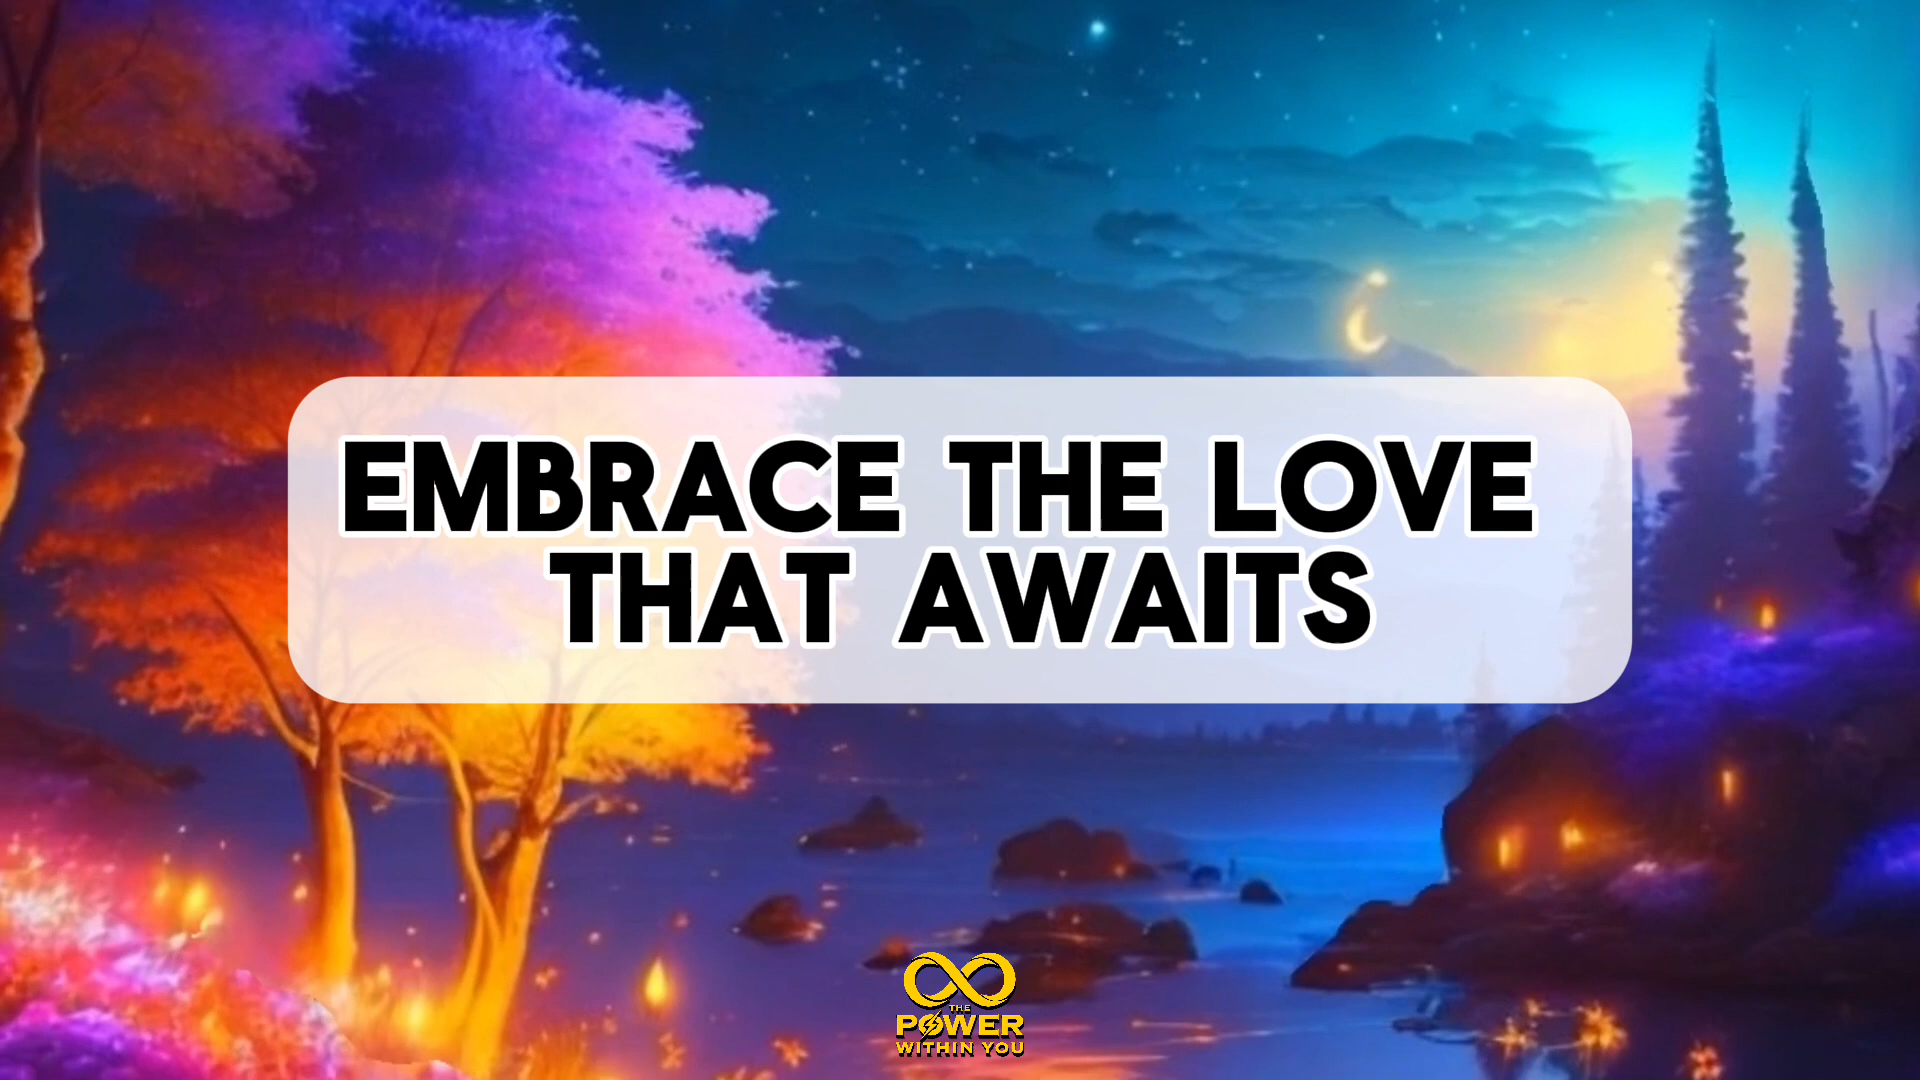 EMBRACE THE LOVE
THAT AWAITS
THE
POWER
WITHIN YOU